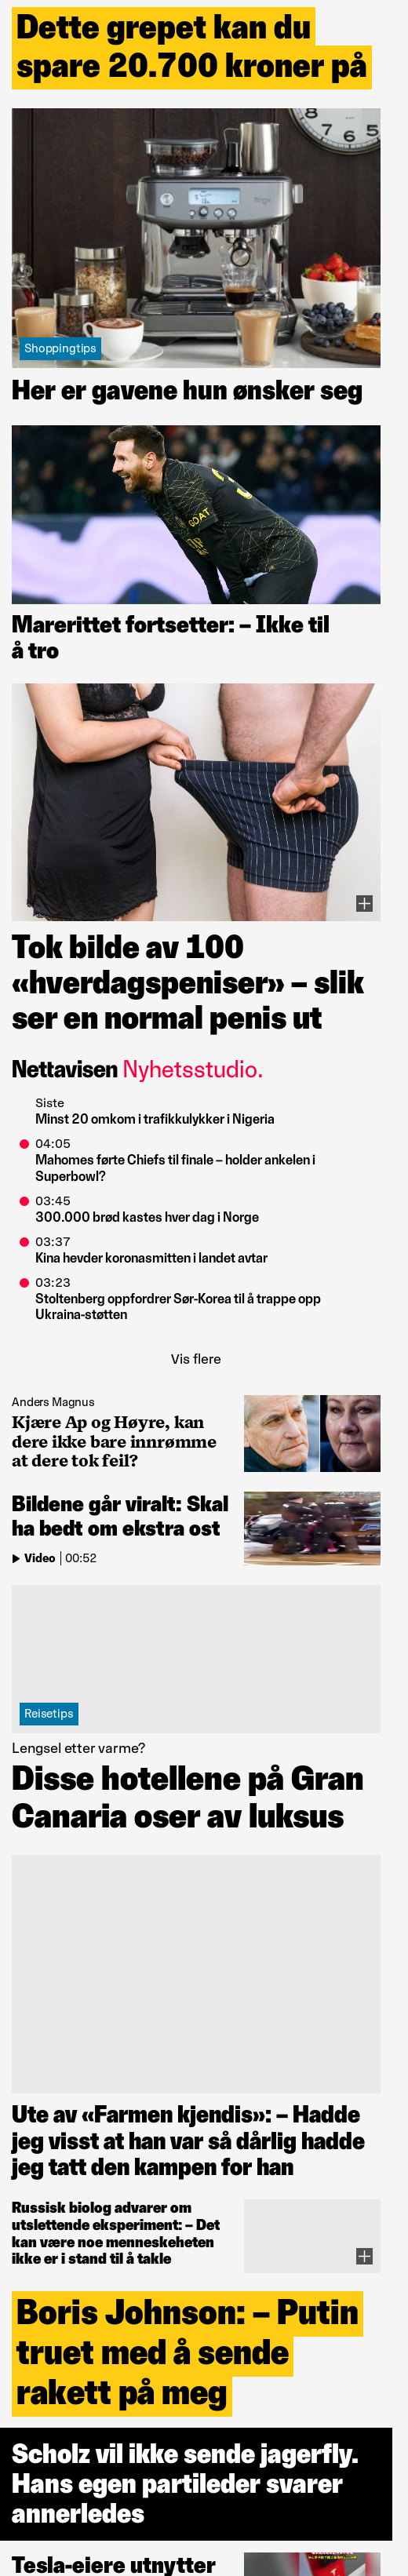 Dette grepet kan du
spare 20.700 kroner på
Shoppingtips
Her er gavene hun ønsker seg
GOAT
Marerittet fortsetter: – Ikke til
å tro
Tok bilde av 100
«hverdagspeniser» – slik
ser en normal penis ut
Nettavisen Nyhetsstudio.
Siste
Minst 20 omkom i trafikkulykker i Nigeria
04:05
Mahomes førte Chiefs til finale – holder ankelen i
Superbowl?
03:45
300.000 brød kastes hver dag i Norge
03:37
Kina hevder koronasmitten i landet avtar
03:23
Stoltenberg oppfordrer Sør-Korea til å trappe opp
Ukraina-støtten
Vis flere
Anders Magnus
Kjære Ap og Høyre, kan
dere ikke bare innrømme
at dere tok feil?
Bildene går viralt: Skal
ha bedt om ekstra ost
Video | 00:52
Reisetips
Lengsel etter varme?
Disse hotellene på Gran
Canaria oser av luksus
Ute av «Farmen kjendis»: – Hadde
jeg visst at han var så dårlig hadde
jeg tatt den kampen for han
Russisk biolog advarer om
utslettende eksperiment: – Det
kan være noe menneskeheten
ikke er i stand til å takle
Boris Johnson: – Putin
truet med å sende
rakett på meg
Scholz vil ikke sende jagerfly.
Hans egen partileder svarer
annerledes
Tesla-eiere utnytter